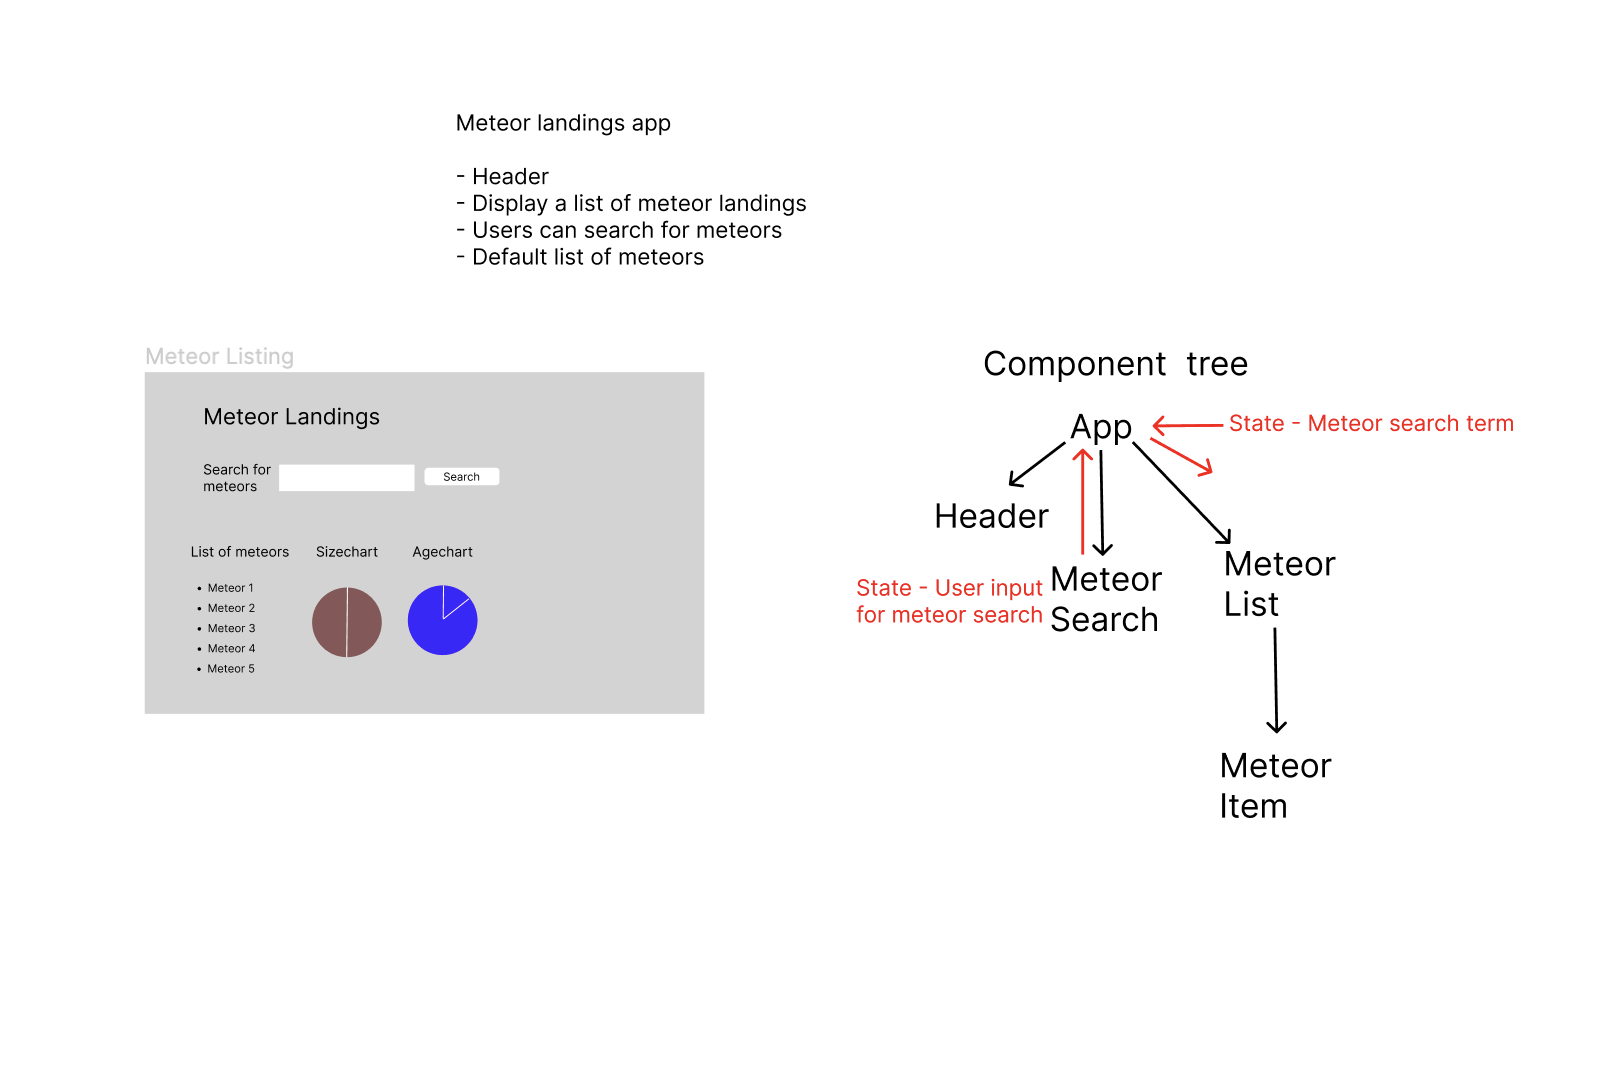 Meteor landings app
- Header
- Display a list of meteor landings
- Users can search for meteors
- Default list of meteors
Meteor Listing
Meteor Landings
Search for
meteors
Search
List of meteors
Sizechart
Agechart
• Meteor 1
• Meteor 2
• Meteor 3
• Meteor 4
• Meteor 5
Component tree
App
State - Meteor search term
Header
State - User input
for meteor search
Meteor
Search
Meteor
List
Meteor
Item